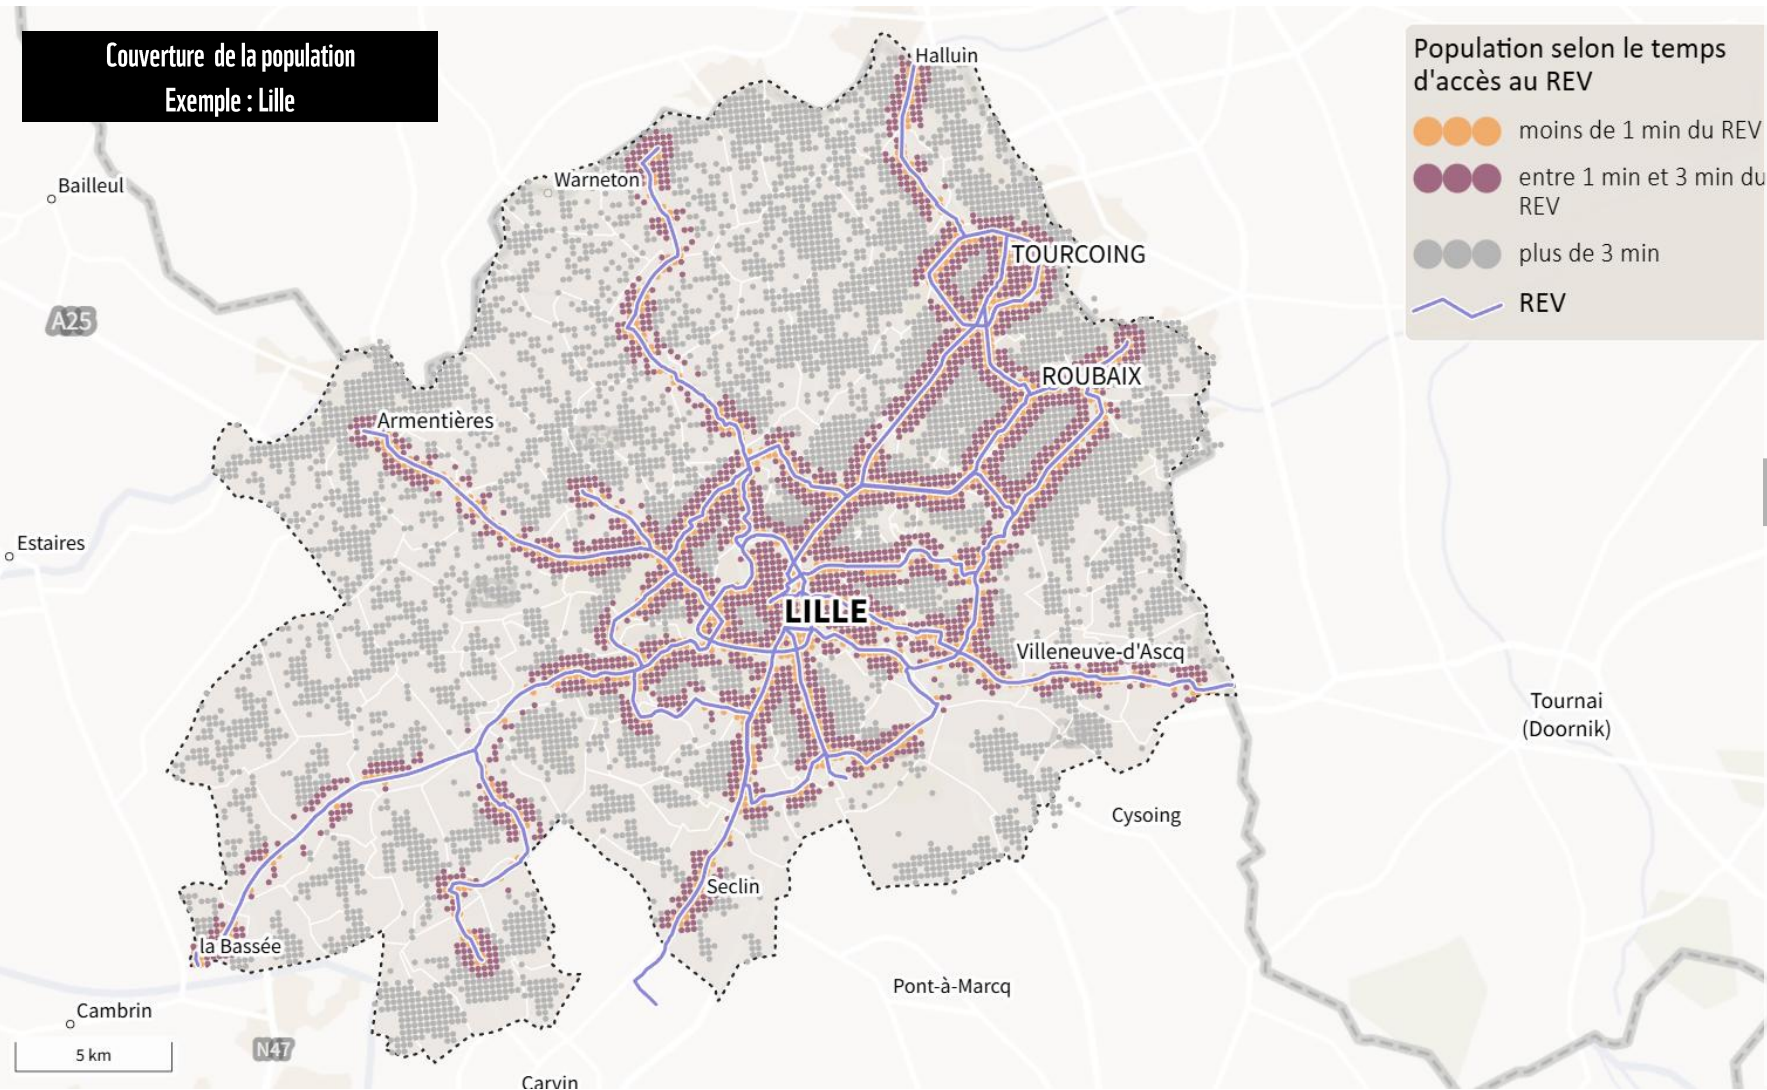 Couverture de la population
Exemple : Lille
Population selon le temps
d'accès au REV
moins de 1 min du REV
entre 1 min et 3 min du
REV
plus de 3 min
REV
Halluin
Bailleul
Warneton
TOURCOING
A25
ROUBAIX
Armentières
Estaires
LILLE
Villeneuve-d'Ascq
Tournai
(Doornik)
Cysoing
Seclin
la Bassée
Pont-à-Marcq
Cambrin
5 km
N47
Carvin